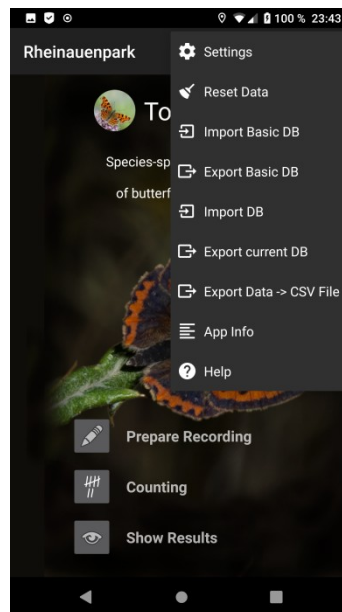 100 % 23:43
Rheinauenpark
Settings
Reset Data
Import Basic DB
Export Basic DB
Import DB
Export current DB
Export Data -> CSV File
App Info
Help
To
Species-sp
of butterf
Prepare Recording
Counting
Show Results